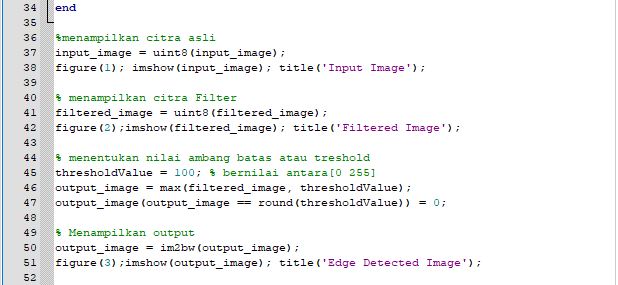 34 end
35
36 %menampilkan citra asli
37 input_image = uint8(input_image);
38 figure(1); imshow(input_image); title('Input Image');
39
40 % menampilkan citra Filter
41 filtered_image = uint8(filtered_image);
42 figure(2);imshow(filtered_image); title('Filtered Image');
43
44 % menentukan nilai ambang batas atau treshold
45 thresholdValue = 100; % bernilai antara[0 255]
46 output_image = max(filtered_image, thresholdValue);
47 output_image(output_image == round(thresholdValue)) = 0;
48
49 % Menampilkan output
50 output_image = im2bw(output_image);
51 figure(3);imshow(output_image); title('Edge Detected Image');
52